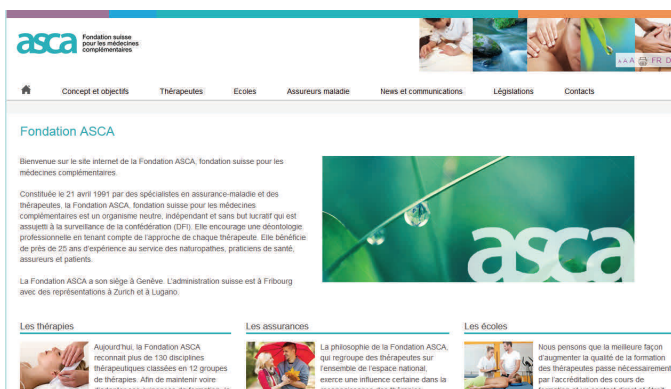 asca
Fondation suisse
pour les médecines
complémentaires
A A A FR D
Concept et objectifs Thérapeutes Ecoles Assureurs maladie News et communications Législations Contacts
Fondation ASCA
Bienvenue sur le site internet de la Fondation ASCA, fondation suisse pour les
médecines complémentaires.
Constituée le 21 avril 1991 par des spécialistes en assurance-maladie et des
thérapeutes, la Fondation ASCA, fondation suisse pour les médecines
complémentaires est un organisme neutre, indépendant et sans but lucratif qui est
assujetti à la surveillance de la confédération (DFI). Elle encourage une déontologie
professionnelle en tenant compte de l'approche de chaque thérapeute. Elle bénéficie
de près de 25 ans d'expérience au service des naturopathes, praticiens de santé,
assureurs et patients.
La Fondation ASCA a son siège à Genève. L'administration suisse est à Fribourg
avec des représentations à Zurich et à Lugano.
asca
Les thérapies
Aujourd'hui, la Fondation ASCA
reconnait plus de 130 disciplines
thérapeutiques classées en 12 groupes
de thérapies. Afin de maintenir votre
Les assurances
La philosophie de la Fondation ASCA,
qui regroupe des thérapeutes sur
l'ensemble de l'espace national,
exerce une influence certaine dans la
Les écoles
Nous pensons que la meilleure façon
d'augmenter la qualité de la formation
des thérapeutes passe nécessairement
par l'accréditation des cours de